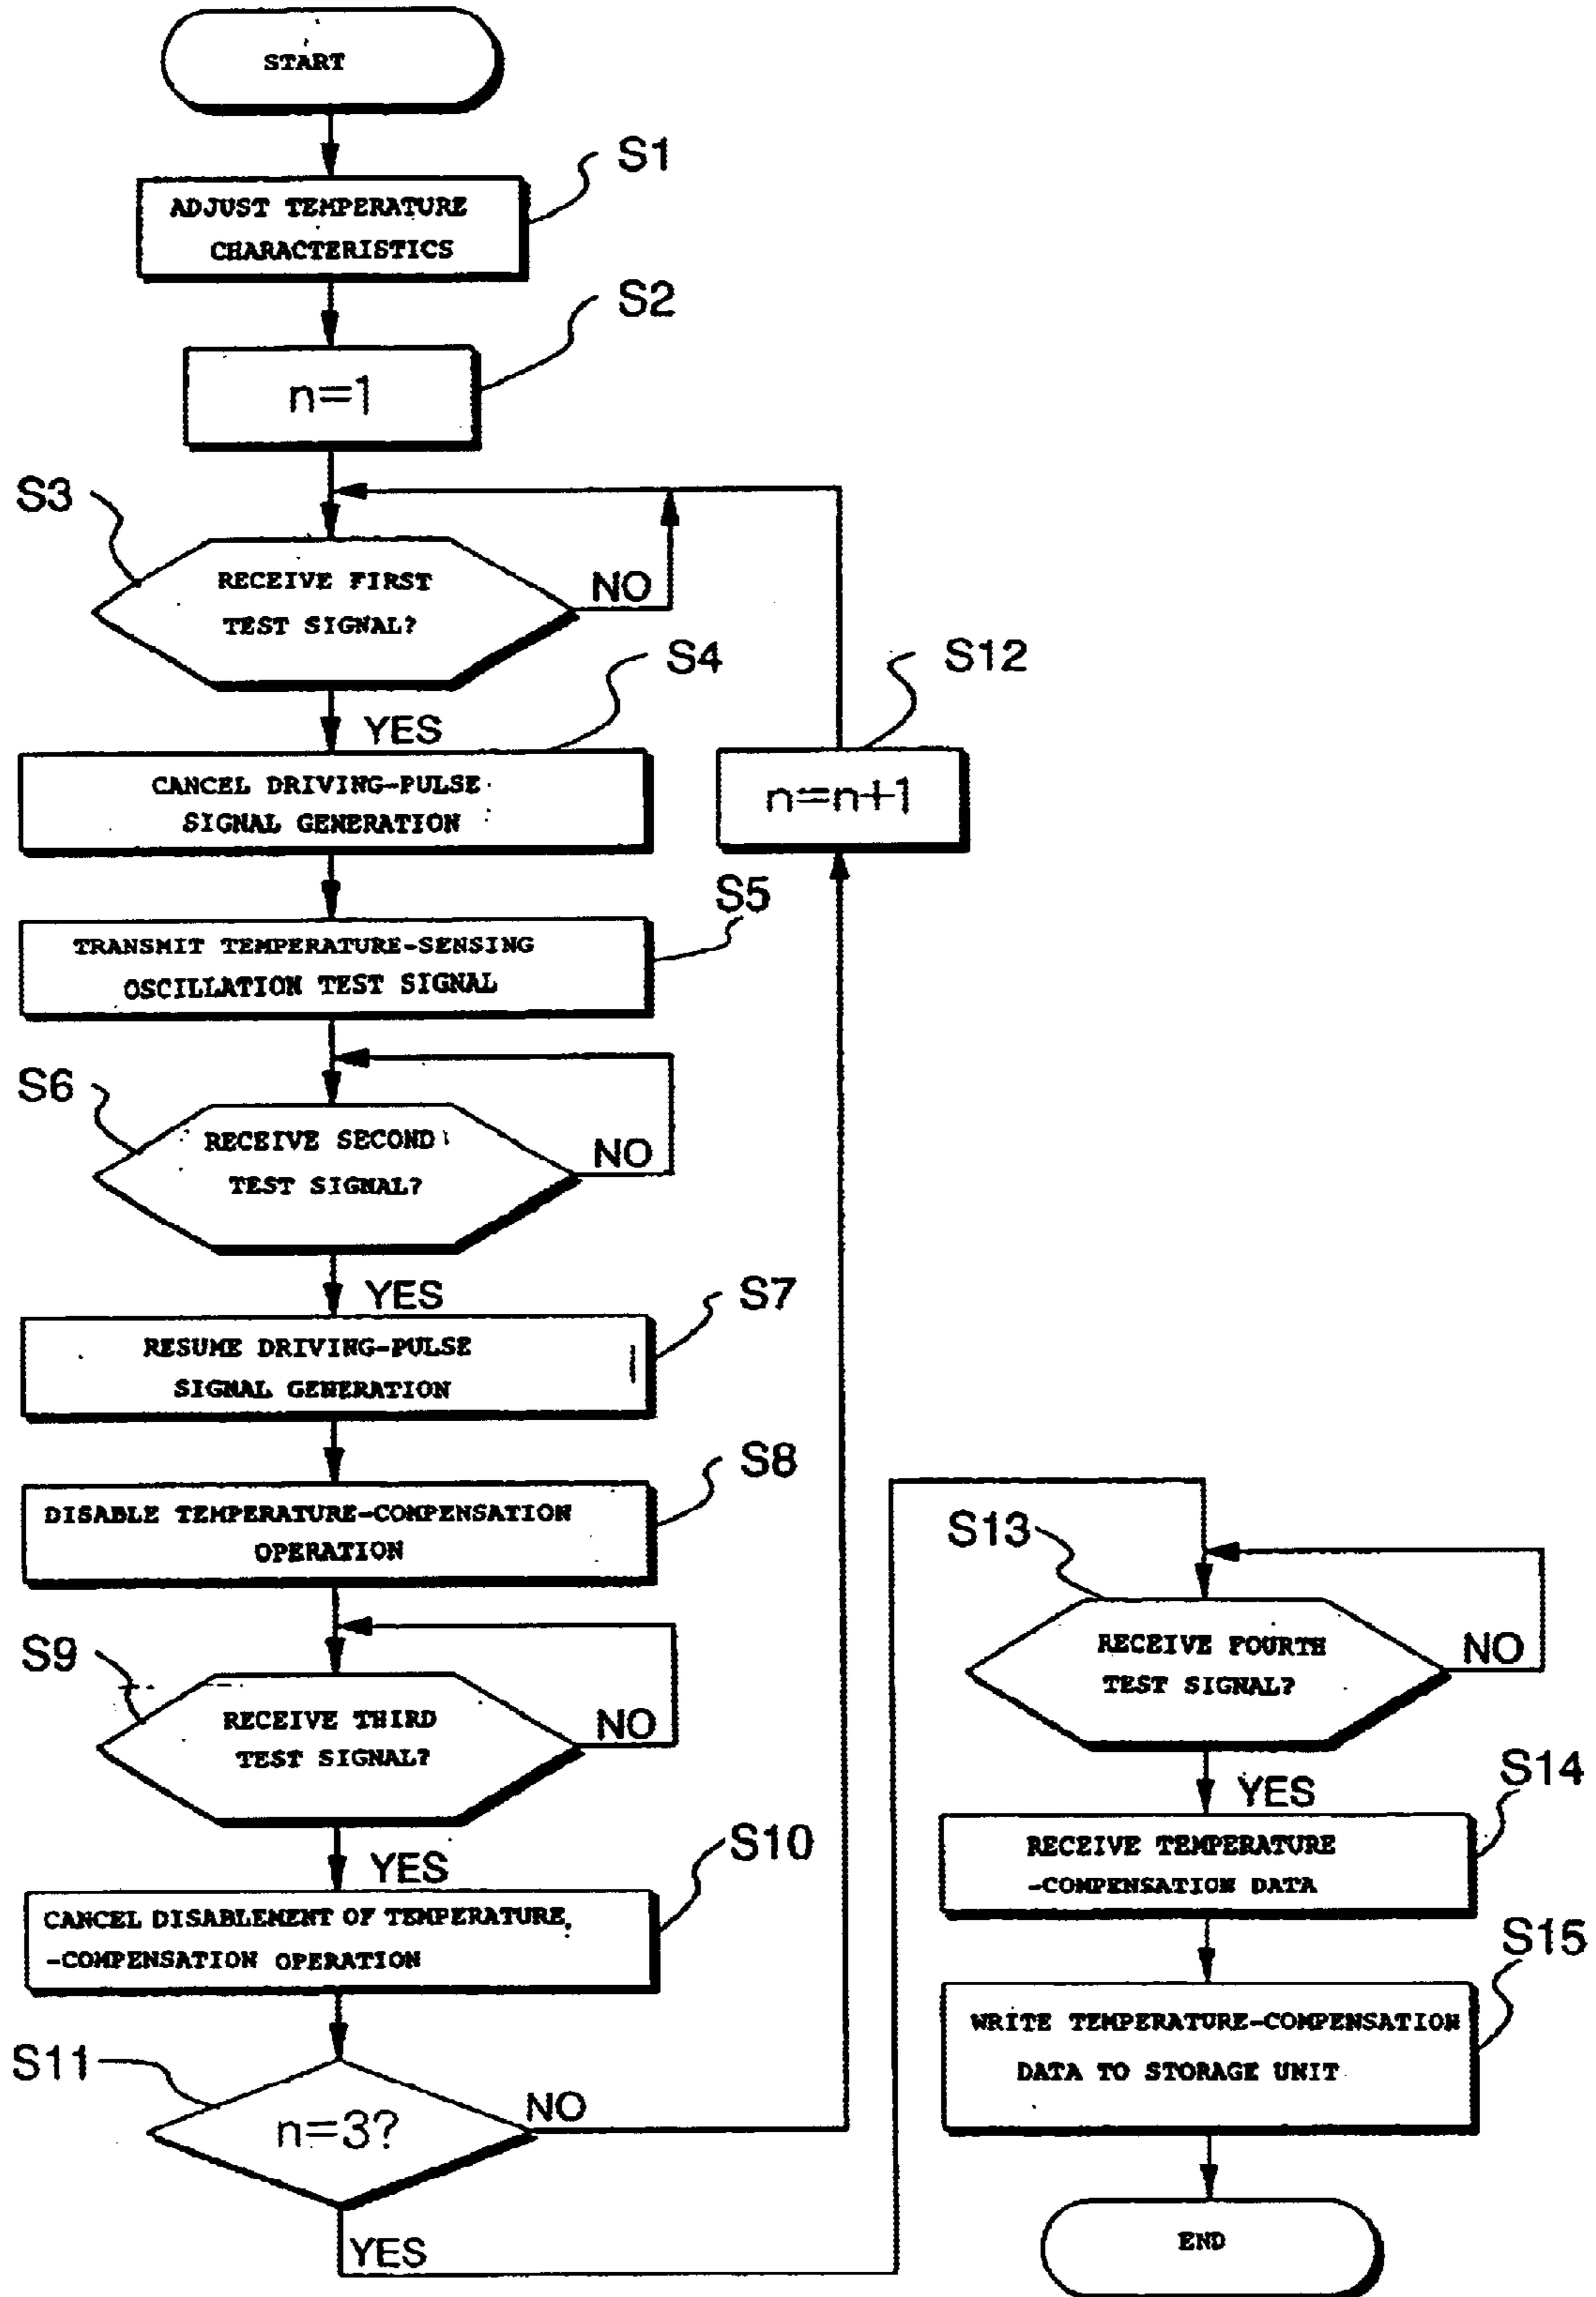 START
S1
ADJUST TEMPERATURE
CHARACTERISTICS
S2
n=1
S3
RECEIVE FIRST
TEST SIGNAL?
NO
YES
S4
CANCEL DRIVING-PULSE
SIGNAL GENERATION
S12
n=n+1
S5
TRANSMIT TEMPERATURE-SENSING
OSCILLATION TEST SIGNAL
S6
RECEIVE SECOND
TEST SIGNAL?
NO
YES
S7
RESUME DRIVING-PULSE
SIGNAL GENERATION
S8
DISABLE TEMPERATURE-COMPENSATION
OPERATION
S9
RECEIVE THIRD
TEST SIGNAL?
NO
YES
S10
CANCEL DISABLEMENT OF TEMPERATURE
-COMPENSATION OPERATION
S11
n=3?
NO
YES
S13
RECEIVE FOURTH
TEST SIGNAL?
NO
YES
S14
RECEIVE TEMPERATURE
-COMPENSATION DATA
S15
WRITE TEMPERATURE-COMPENSATION
DATA TO STORAGE UNIT
END